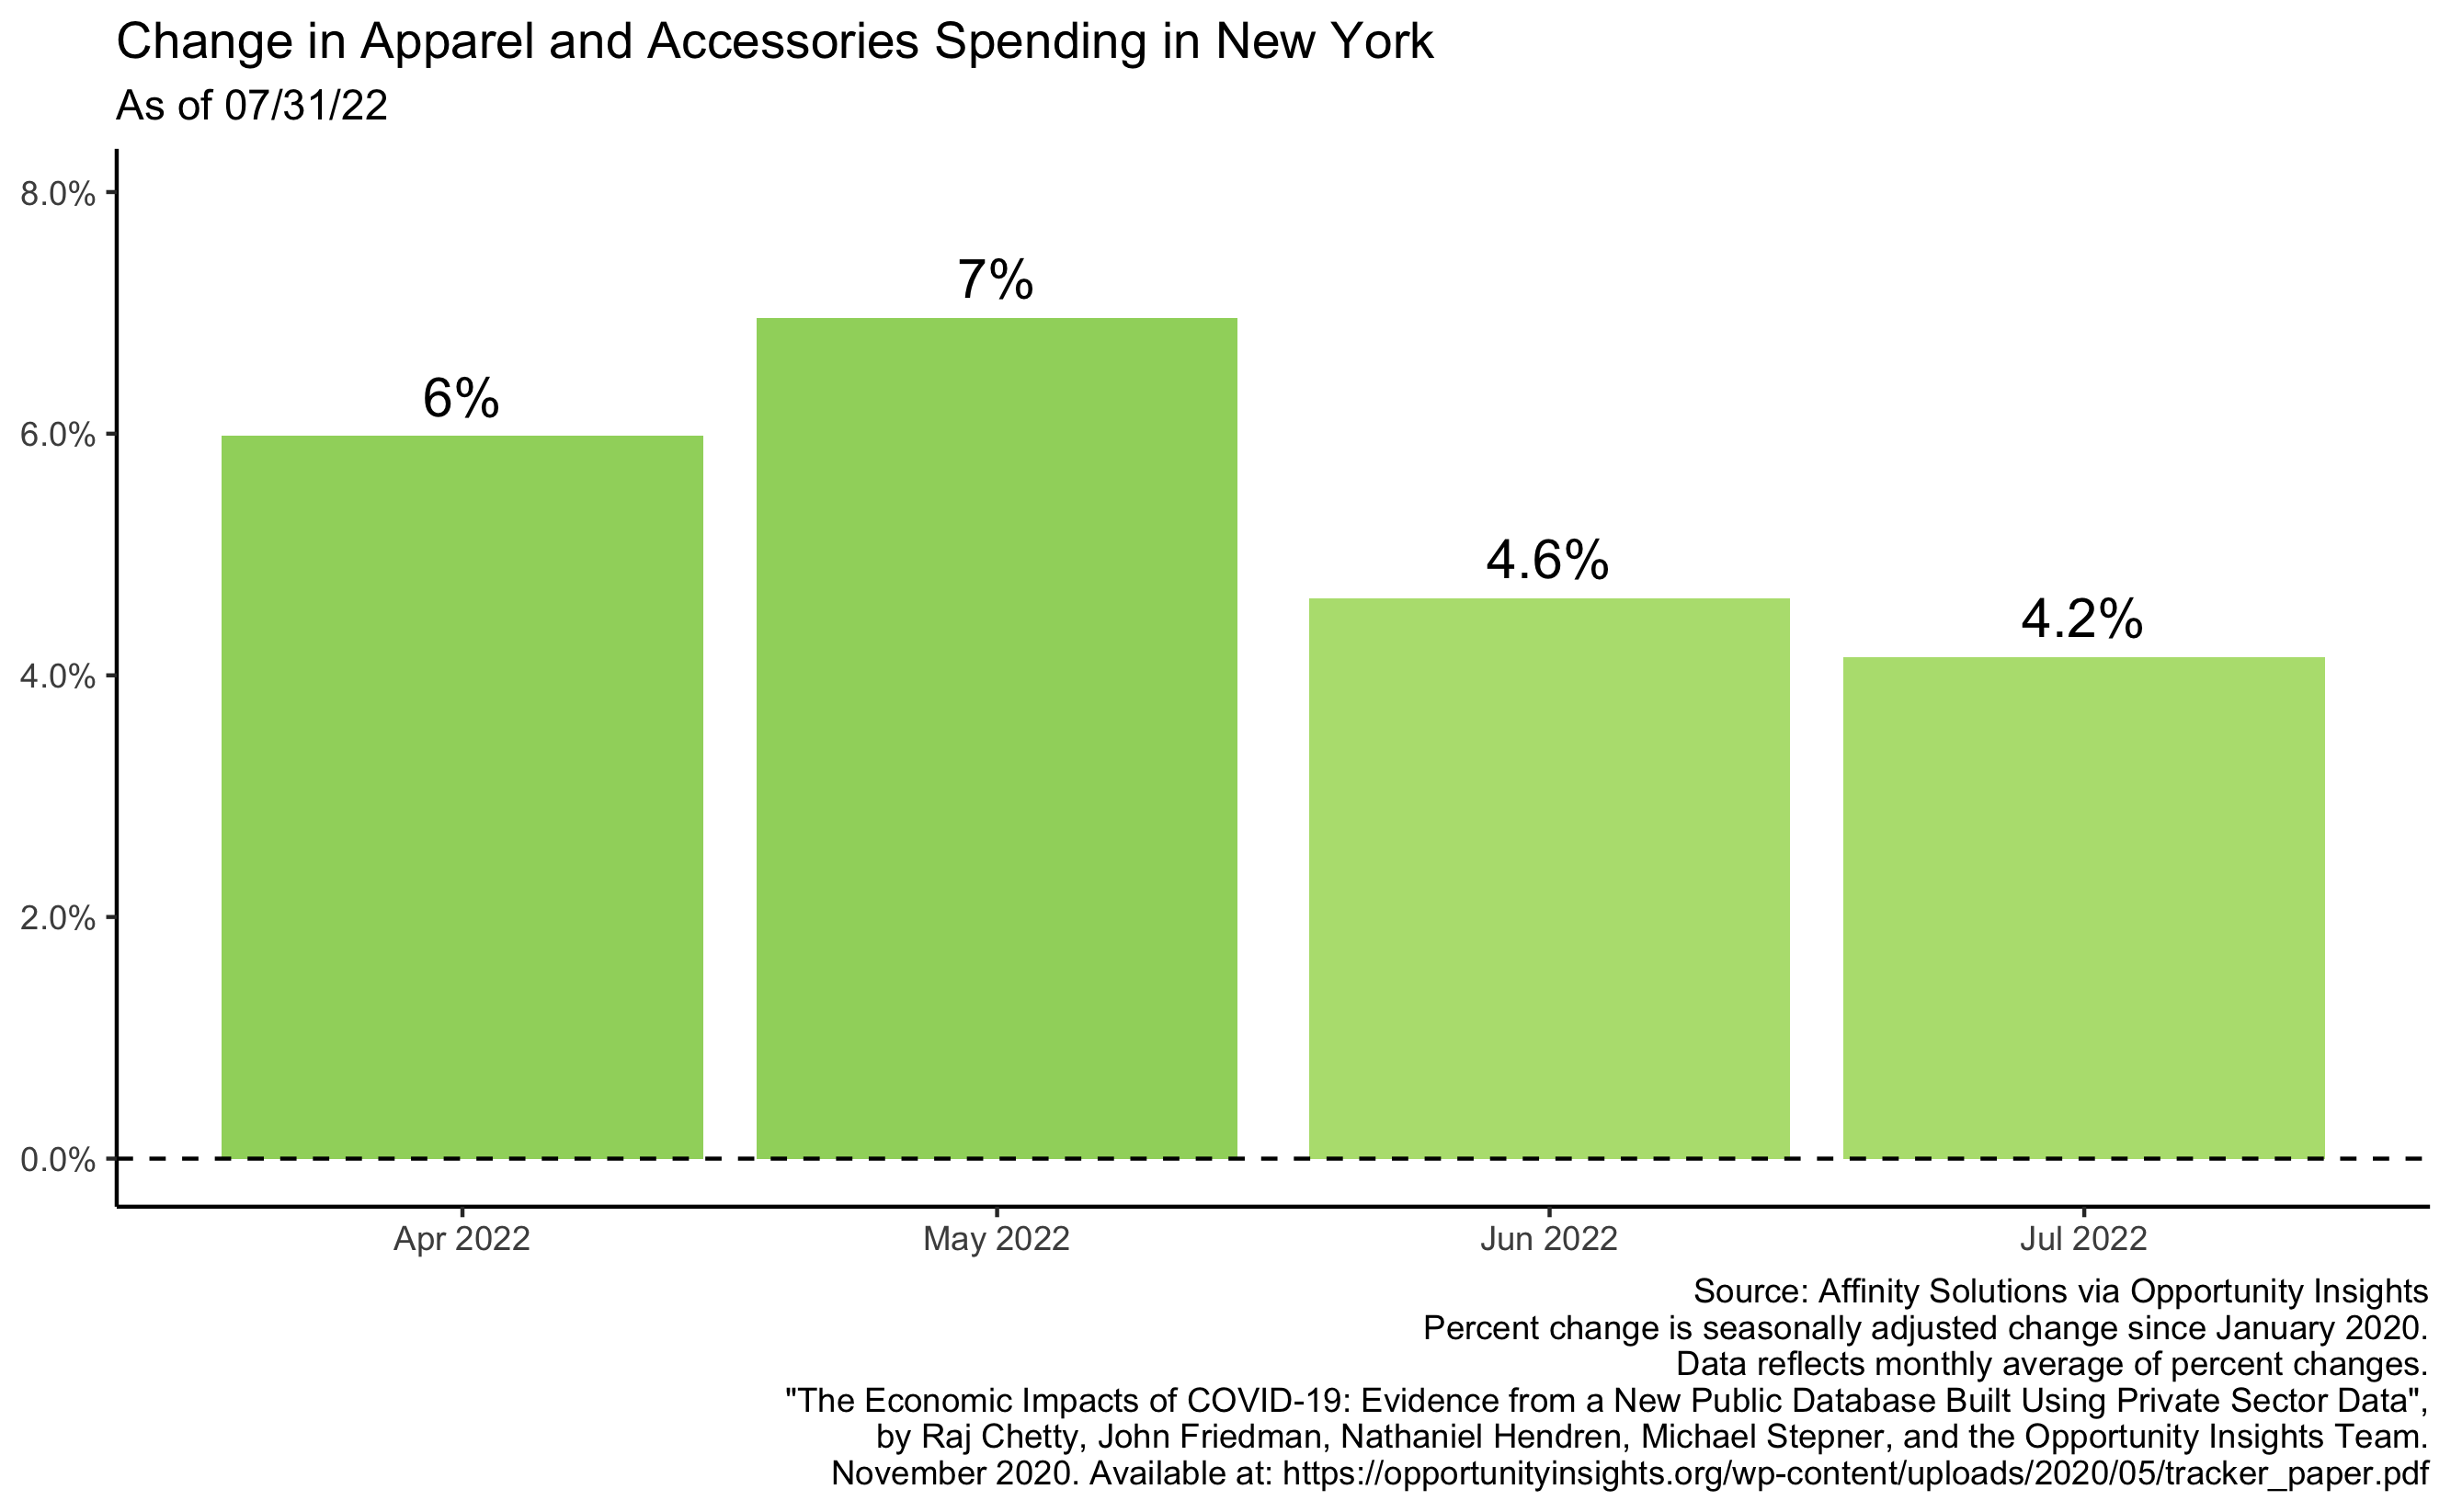 Change in Apparel and Accessories Spending in New York
As of 07/31/22
8.0%
6.0%
4.0%
2.0%
0.0%
6%
7%
4.6%
4.2%
Apr 2022
May 2022
Jun 2022
Jul 2022
Source: Affinity Solutions via Opportunity Insights
Percent change is seasonally adjusted change since January 2020.
Data reflects monthly average of percent changes.
"The Economic Impacts of COVID-19: Evidence from a New Public Database Built Using Private Sector Data",
by Raj Chetty, John Friedman, Nathaniel Hendren, Michael Stepner, and the Opportunity Insights Team.
November 2020. Available at: https://opportunityinsights.org/wp-content/uploads/2020/05/tracker_paper.pdf